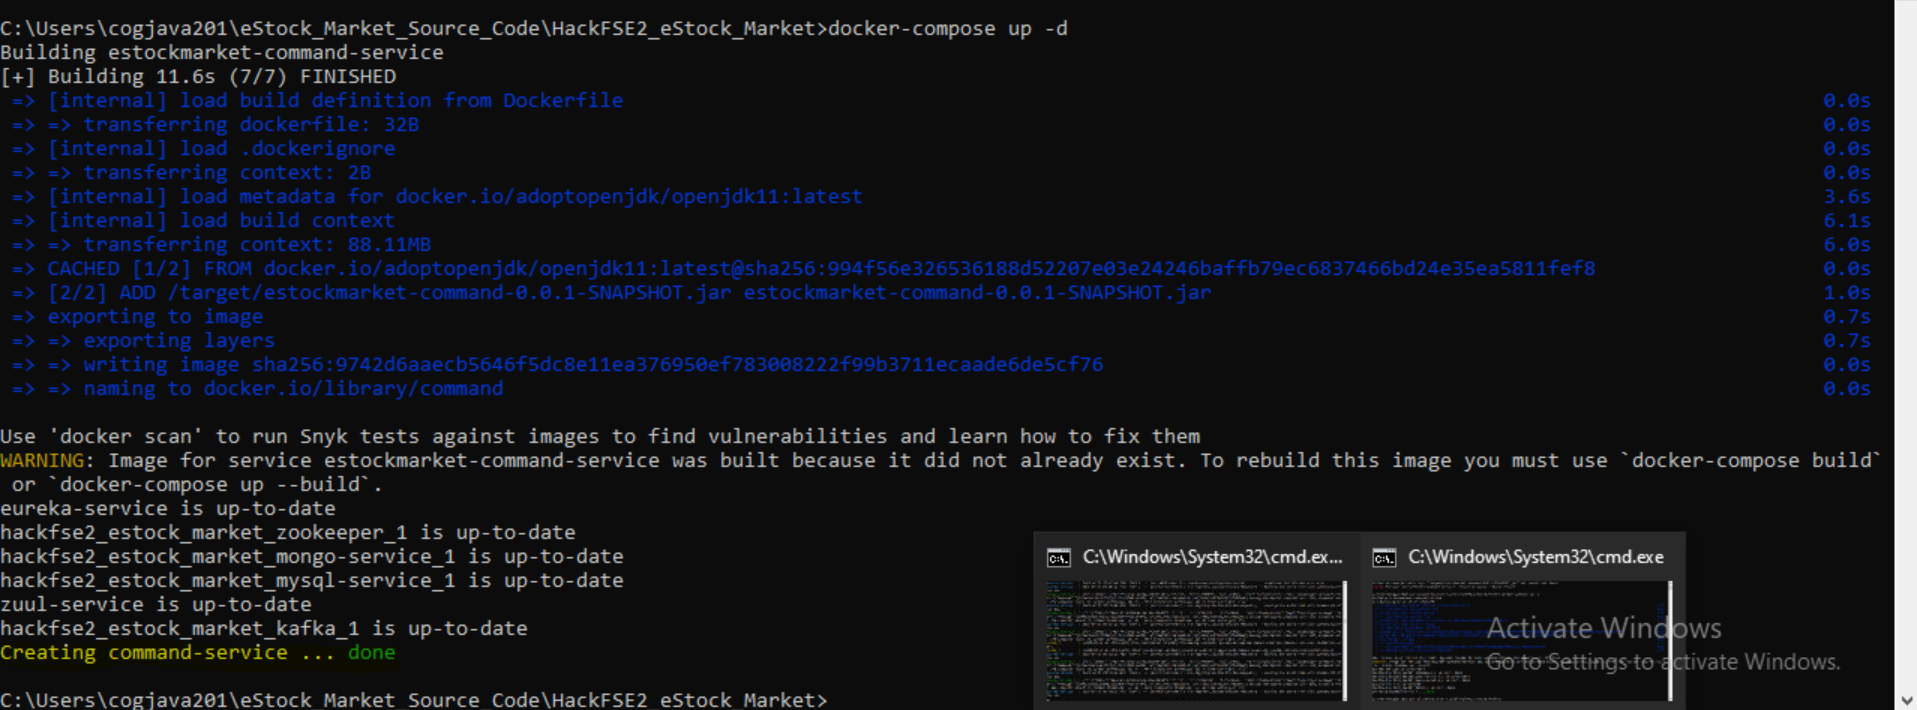 C:\Users\cogjava201\eStock_Market_Source_Code\HackFSE2_eStock_Market>docker-compose up -d
Building estockmarket-command-service
[+] Building 11.6s (7/7) FINISHED
=> [internal] load build definition from Dockerfile 0.0s
=> => transferring dockerfile: 32B 0.0s
=> [internal] load .dockerignore 0.0s
=> => transferring context: 2B 0.0s
=> [internal] load metadata for docker.io/adoptopenjdk/openjdk11:latest 3.6s
=> [internal] load build context 6.1s
=> => transferring context: 88.11MB 6.0s
=> CACHED [1/2] FROM docker.io/adoptopenjdk/openjdk11:latest@sha256:994f56e326536188d52207e03e24246baffb79ec6837466bd24e35ea5811fef8 0.0s
=> [2/2] ADD /target/estockmarket-command-0.0.1-SNAPSHOT.jar estockmarket-command-0.0.1-SNAPSHOT.jar 1.0s
=> exporting to image 0.7s
=> => exporting layers 0.7s
=> => writing image sha256:9742d6aaecb5646f5dc8e11ea376950ef783008222f99b3711ecaade6de5cf76 0.0s
=> => naming to docker.io/library/command 0.0s
Use 'docker scan' to run Snyk tests against images to find vulnerabilities and learn how to fix them
WARNING: Image for service estockmarket-command-service was built because it did not already exist. To rebuild this image you must use `docker-compose build`
or `docker-compose up --build`.
eureka-service is up-to-date
hackfse2_estock_market_zookeeper_1 is up-to-date
hackfse2_estock_market_mongo-service_1 is up-to-date
hackfse2_estock_market_mysql-service_1 is up-to-date
zuul-service is up-to-date
hackfse2_estock_market_kafka_1 is up-to-date
Creating command-service ... done
C:\Users\cogjava201\eStock_Market_Source_Code\HackFSE2_eStock_Market>
C:\Windows\System32\cmd.ex...
C:\Windows\System32\cmd.exe
Activate Windows
Go to Settings to activate Windows.